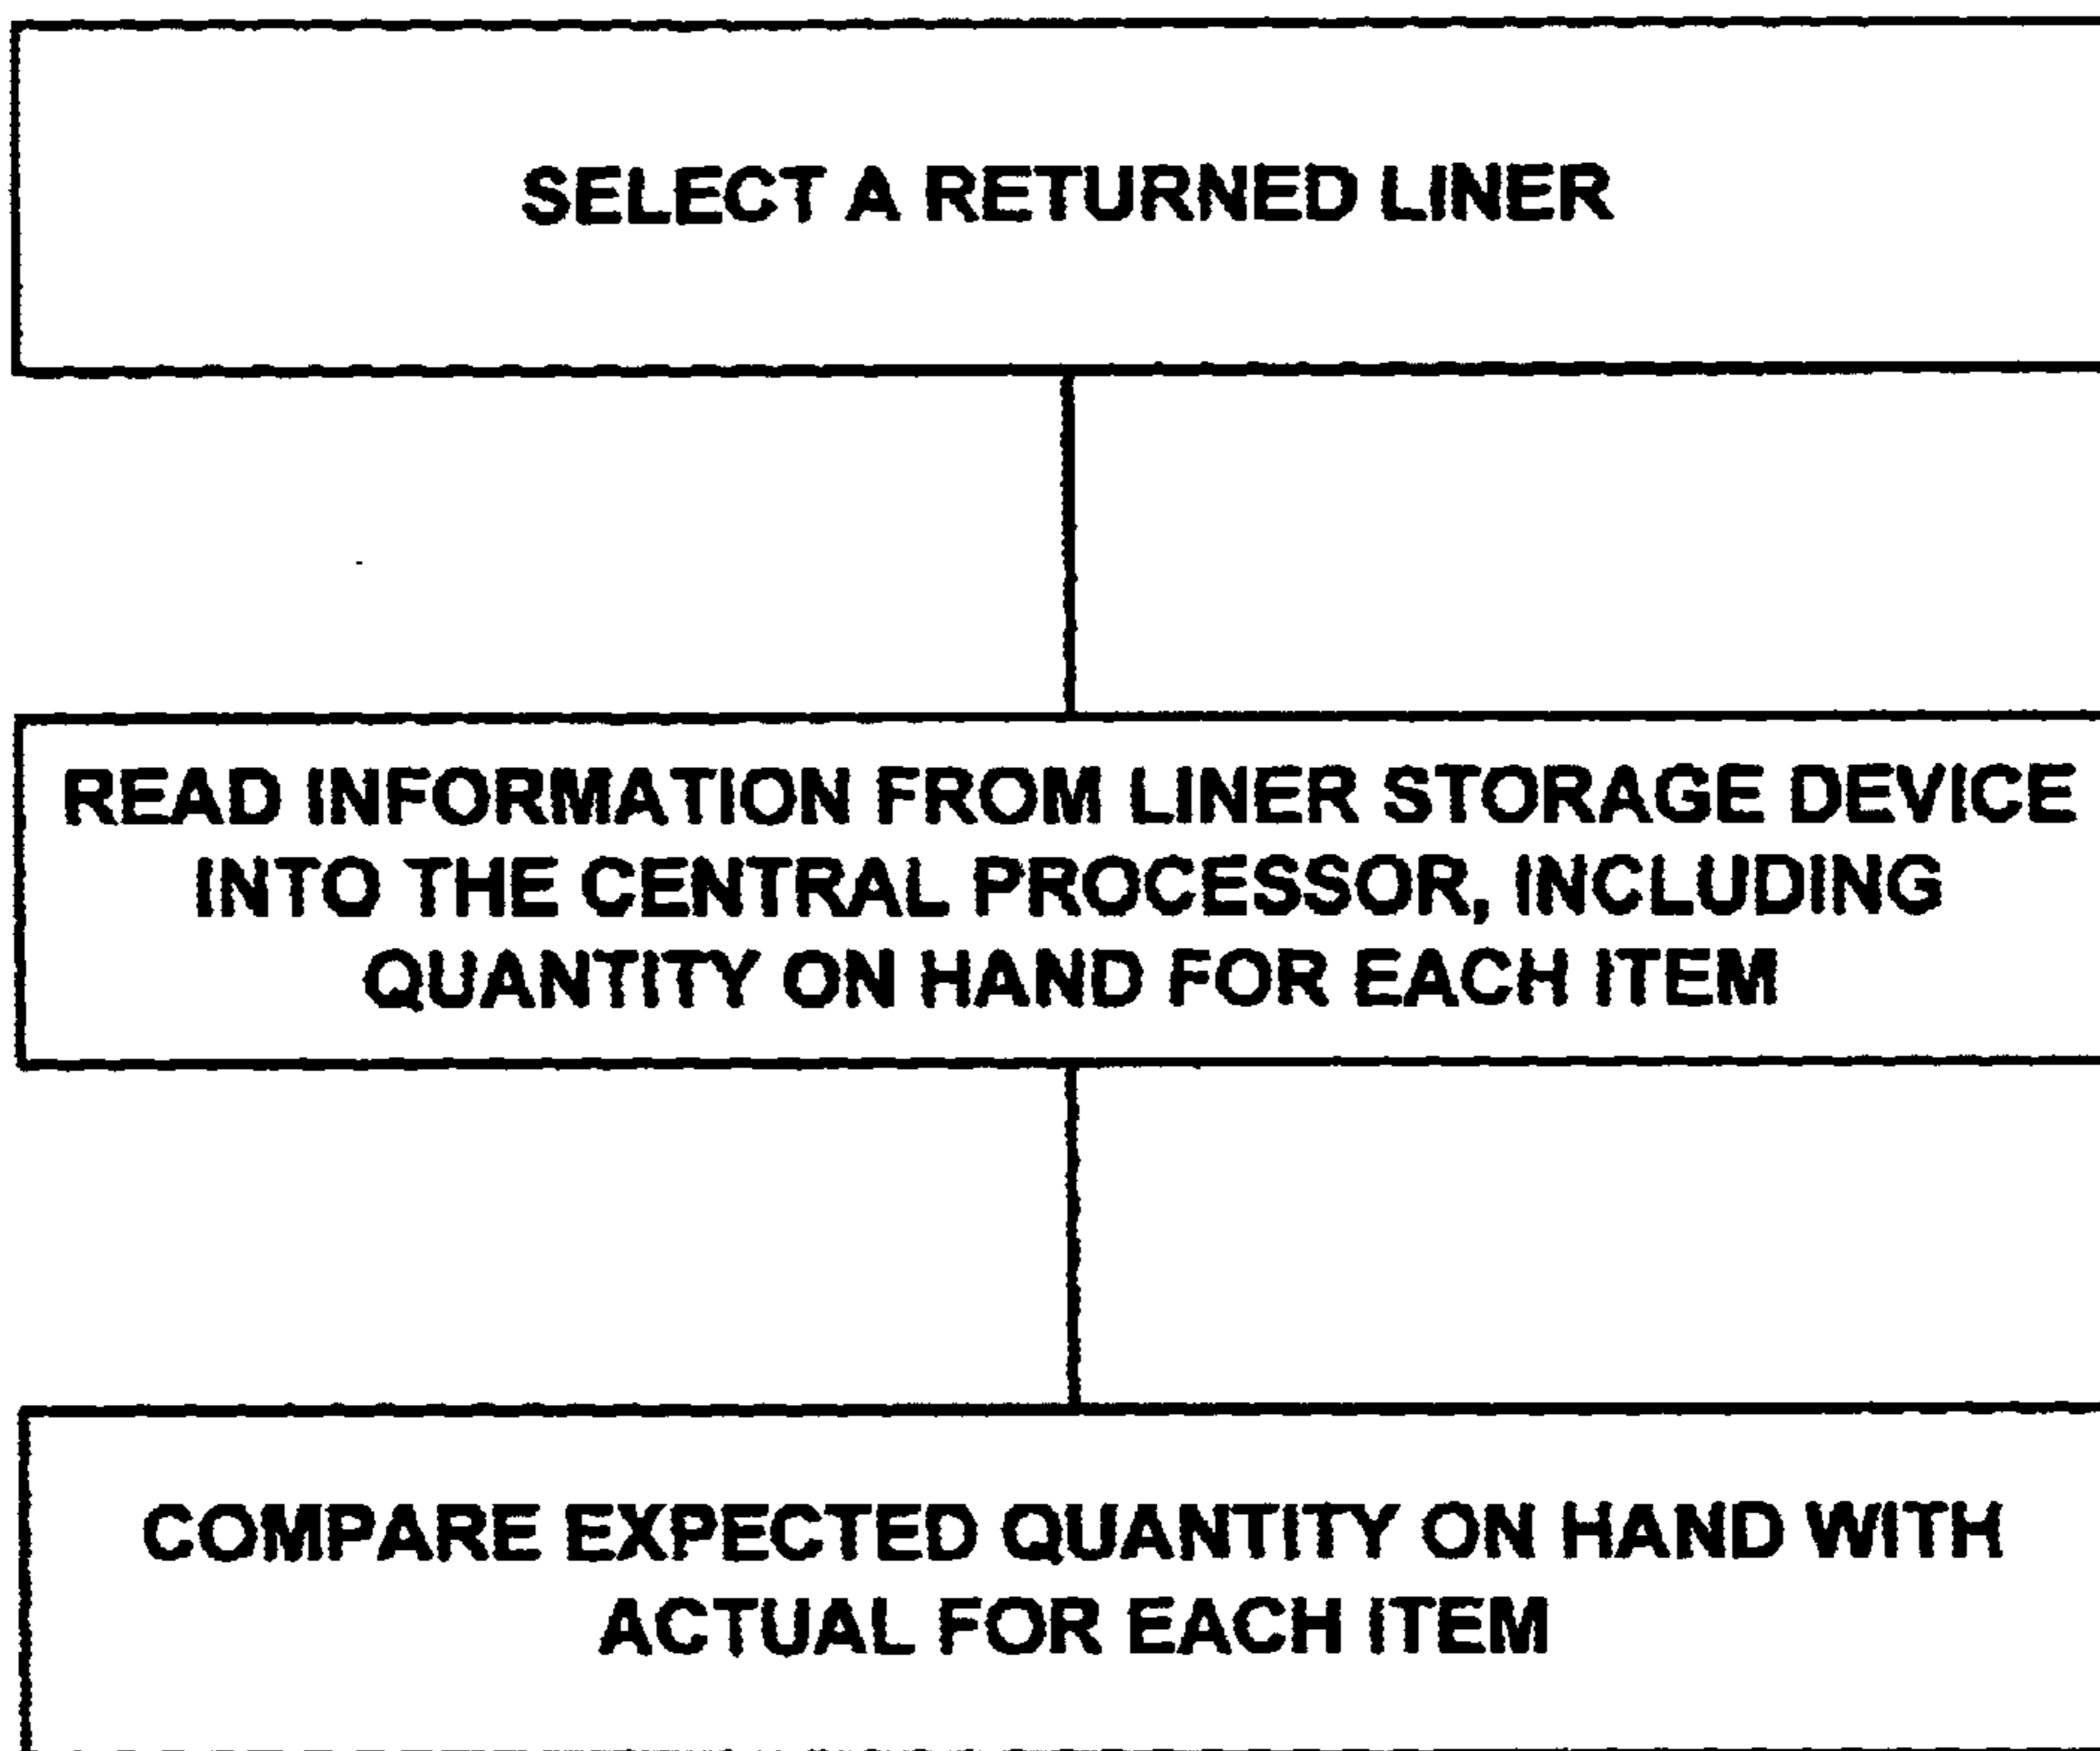 SELECT A RETURNED LINER
READ INFORMATION FROM LINER STORAGE DEVICE
INTO THE CENTRAL PROCESSOR, INCLUDING
QUANTITY ON HAND FOR EACH ITEM
COMPARE EXPECTED QUANTITY ON HAND WITH
ACTUAL FOR EACH ITEM